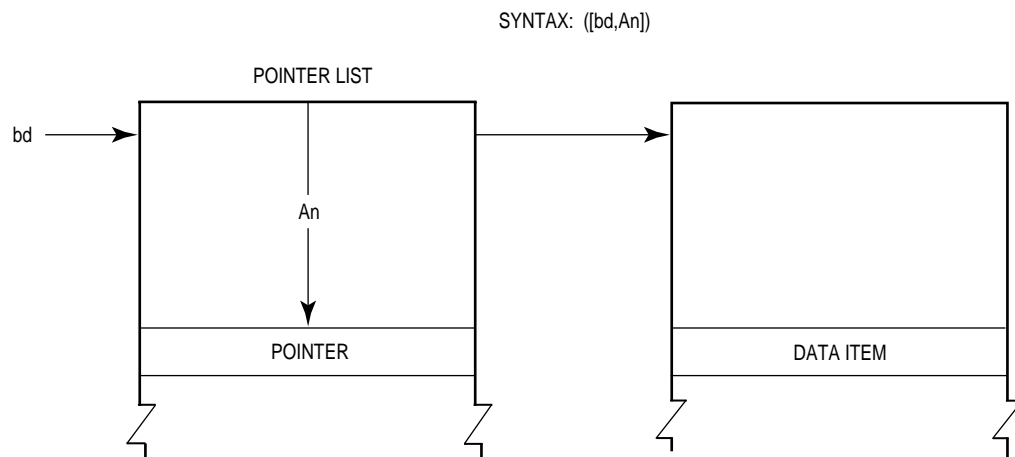 SYNTAX: ([bd,An])
POINTER LIST
bd
An
POINTER
DATA ITEM